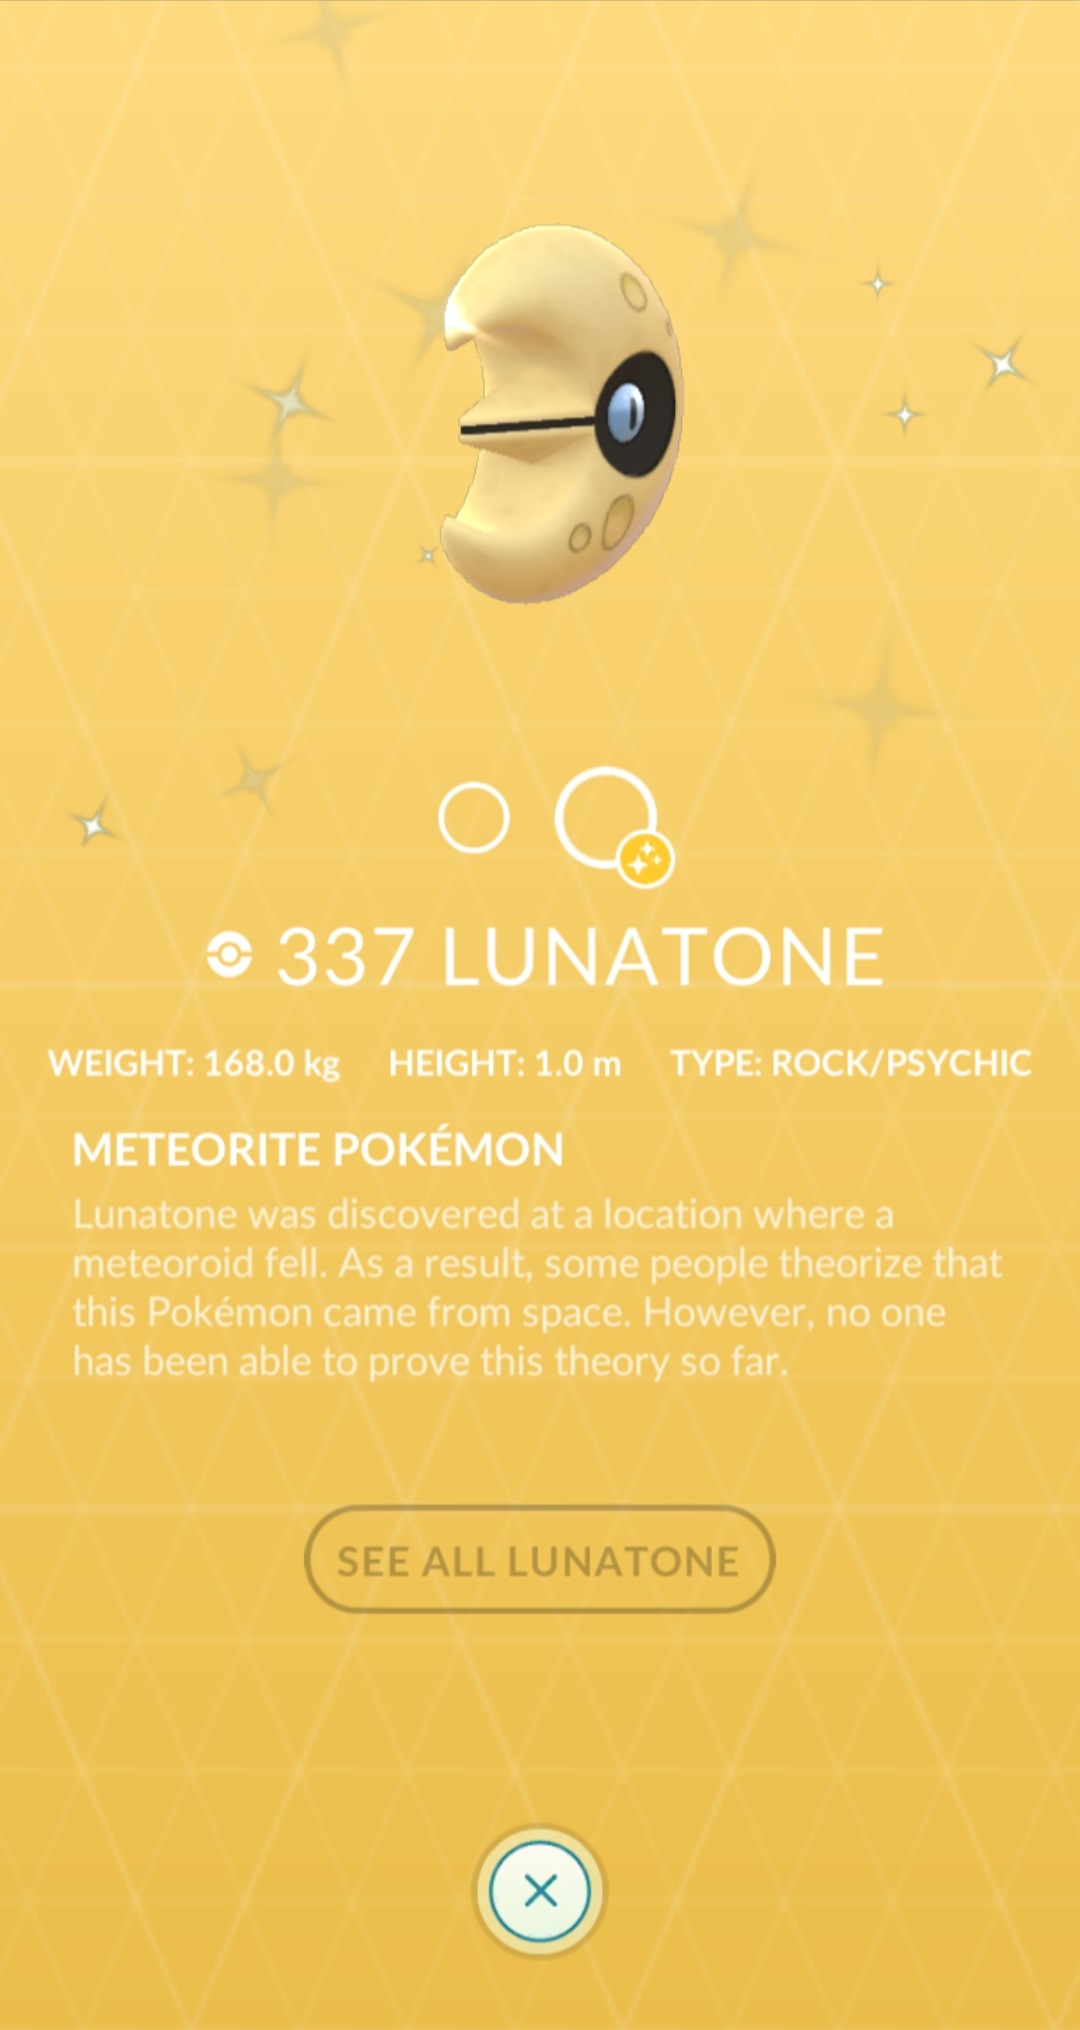 337 LUNATONE
WEIGHT: 168.0 kg HEIGHT: 1.0 m TYPE: ROCK/PSYCHIC
METEORITE POKÉMON
Lunatone was discovered at a location where a
meteoroid fell. As a result, some people theorize that
this Pokémon came from space. However, no one
has been able to prove this theory so far.
SEE ALL LUNATONE